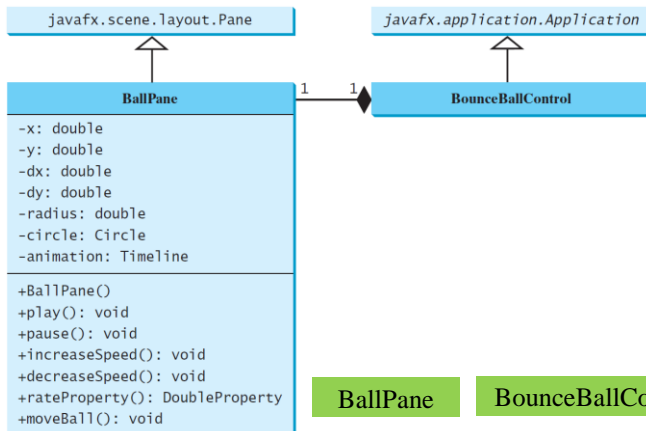 javafx.scene.layout.Pane
javafx.application.Application
BallPane
1 1
BounceBallControl
-x: double
-y: double
-dx: double
-dy: double
-radius: double
-circle: Circle
-animation: Timeline
+BallPane()
+play(): void
+pause(): void
+increaseSpeed(): void
+decreaseSpeed(): void
+rateProperty(): DoubleProperty
+moveBall(): void
BallPane
BounceBallCo